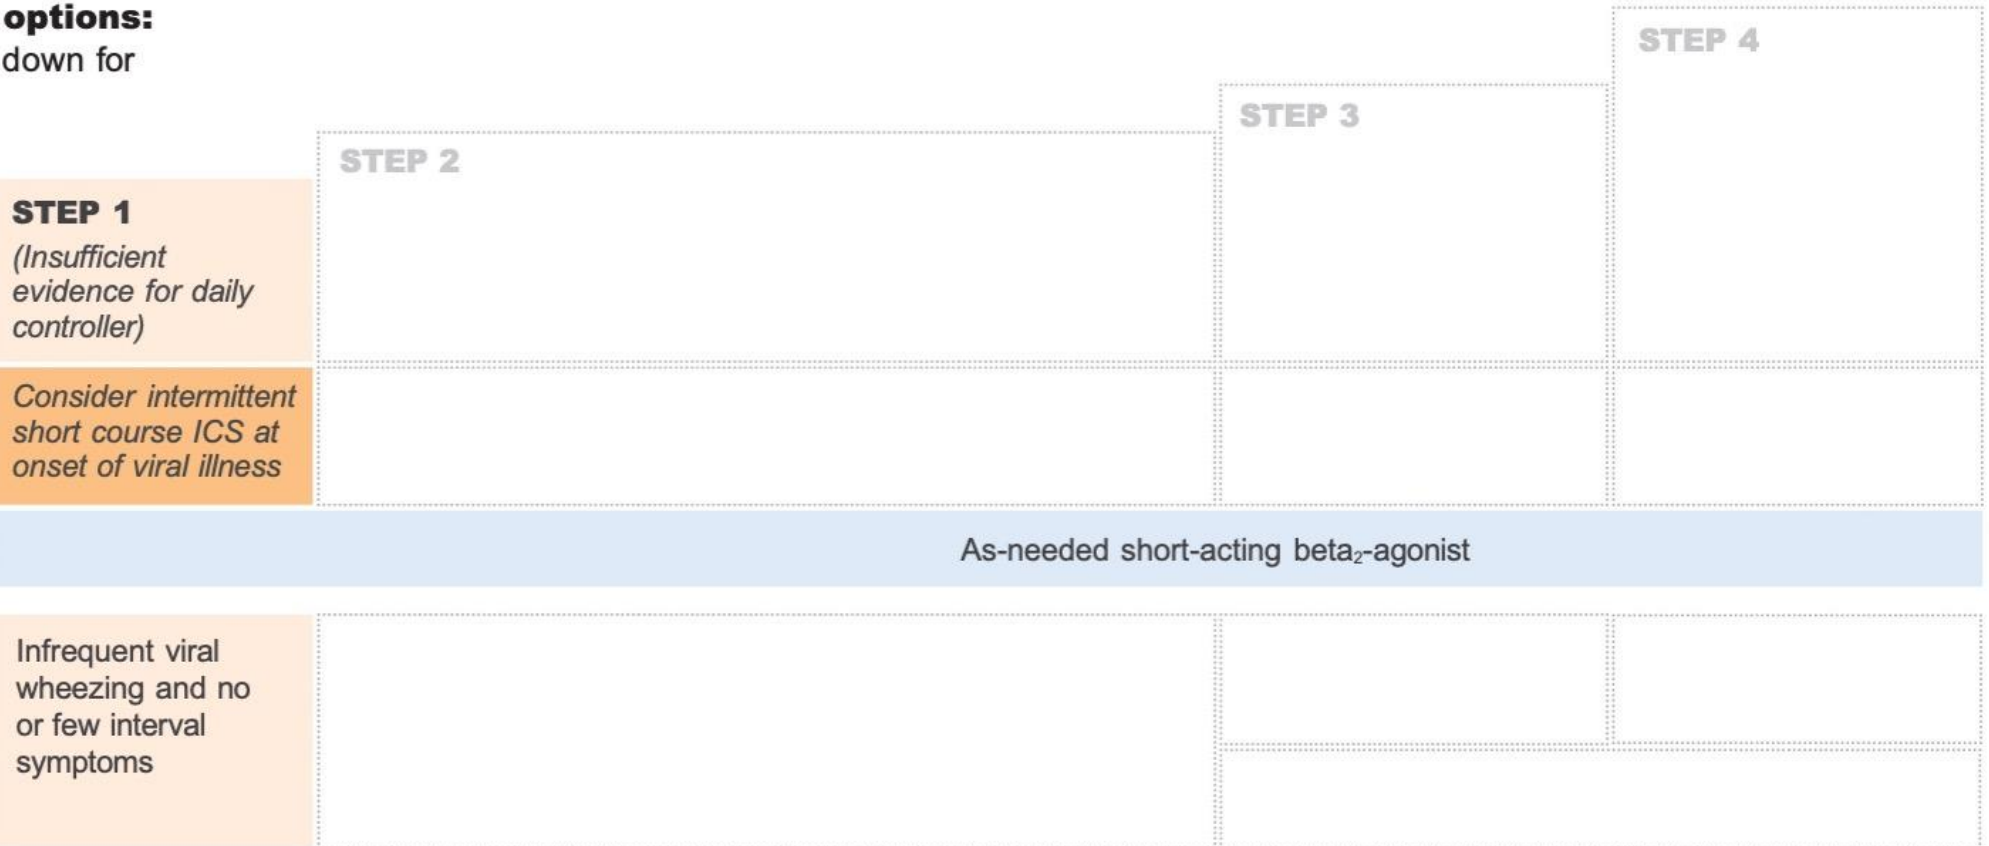 options:
down for
STEP 4
STEP 3
STEP 2
STEP 1
(Insufficient
evidence for daily
controller)
Consider intermittent
short course ICS at
onset of viral illness
As-needed short-acting beta₂-agonist
Infrequent viral
wheezing and no
or few interval
symptoms